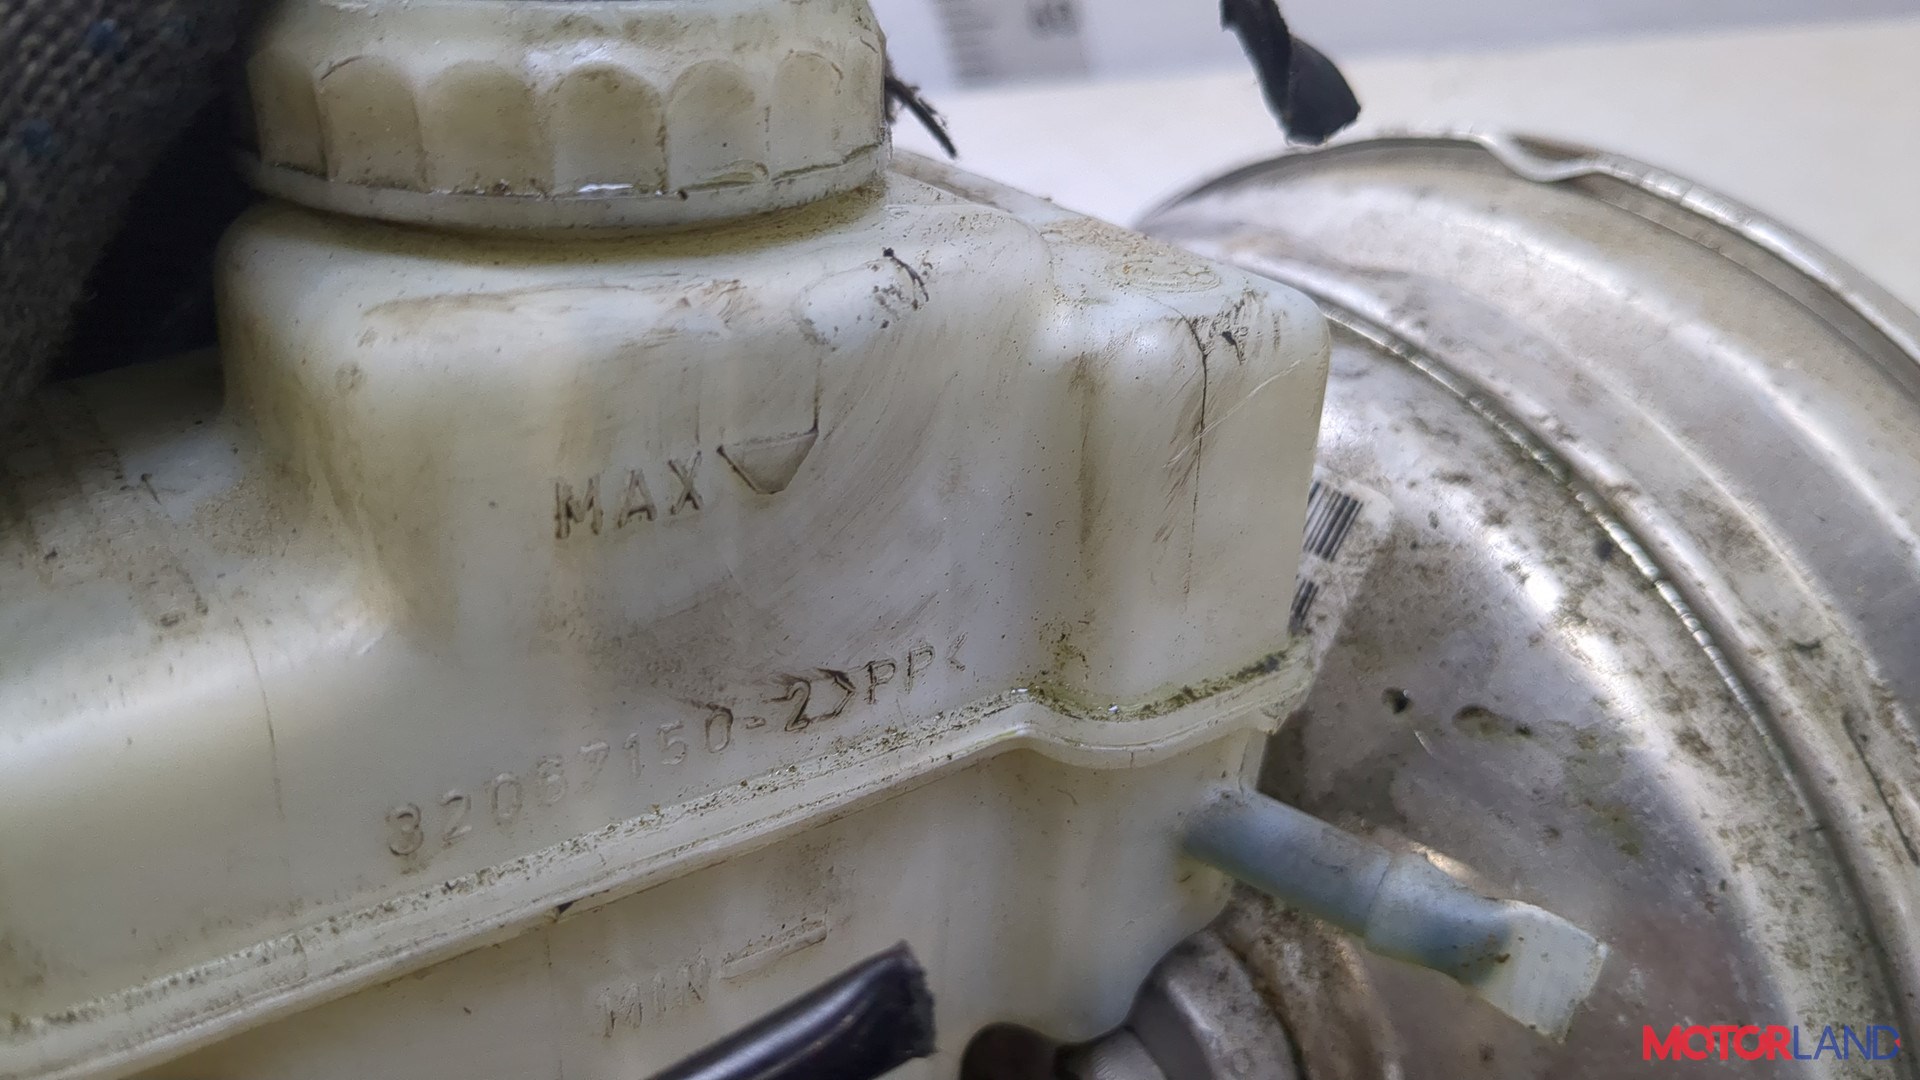 MAX
32067150-2>PP<
MIN
MOTORLAND